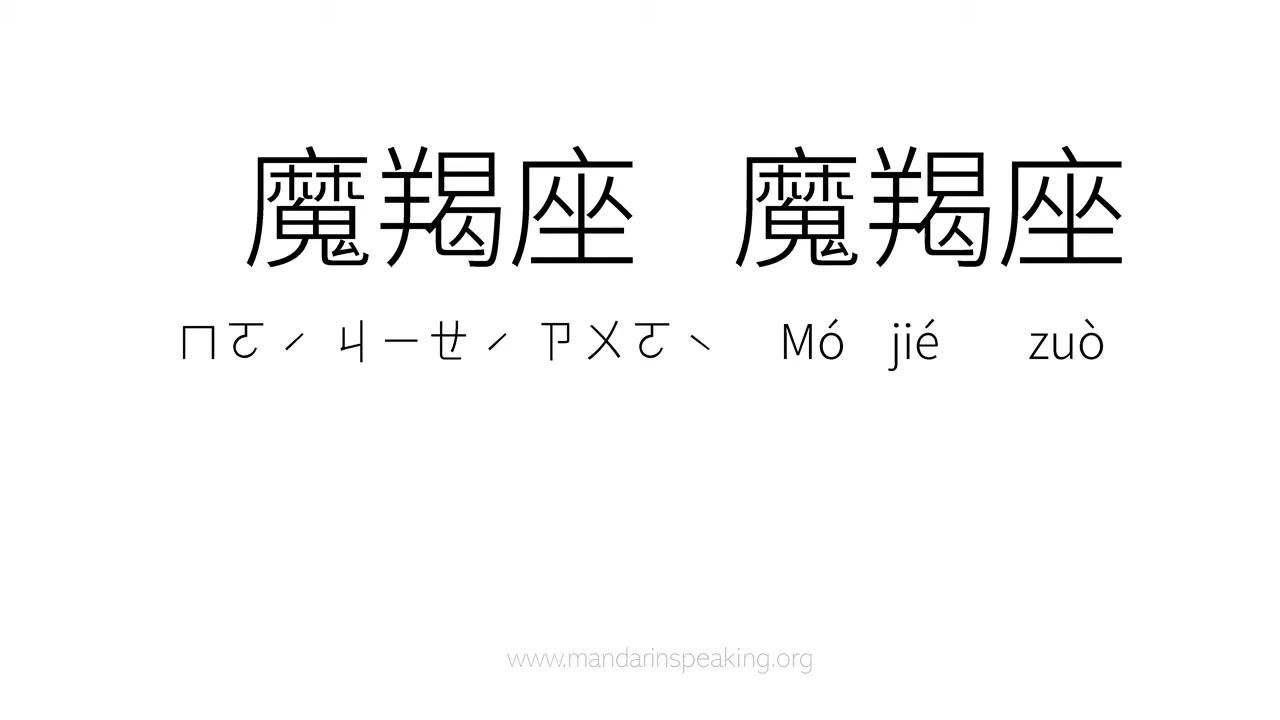 魔羯座 魔羯座
ㄇㄛˊ ㄐㄧㄝˊ ㄗㄨㄛˋ Mó jié zuò
www.mandarinspeaking.org